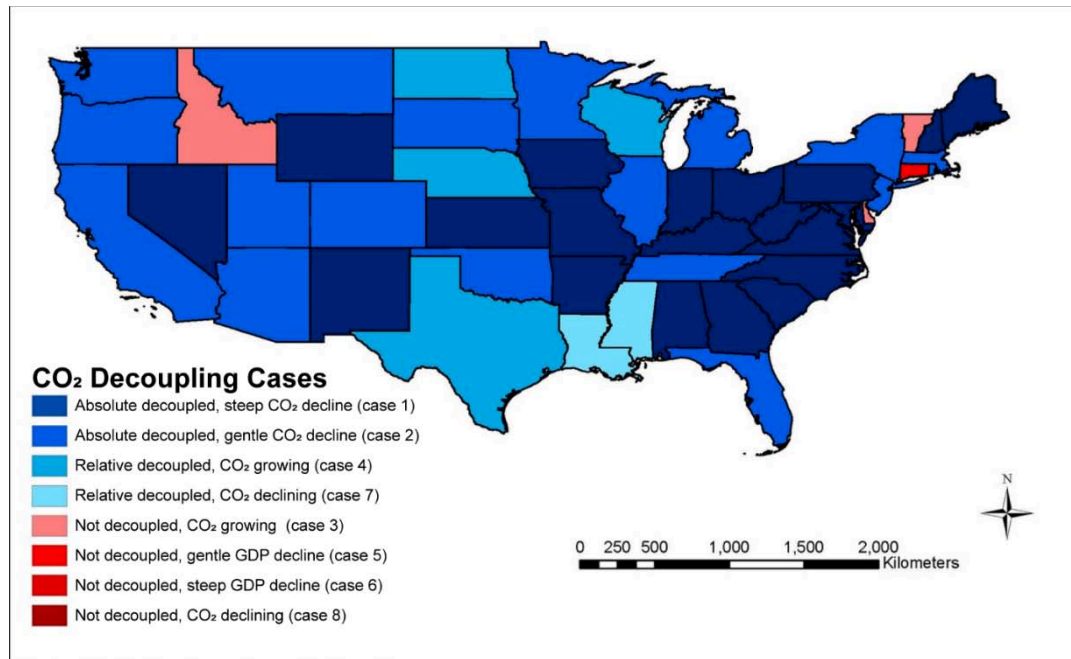 CO₂ Decoupling Cases
Absolute decoupled, steep CO₂ decline (case 1)
Absolute decoupled, gentle CO₂ decline (case 2)
Relative decoupled, CO₂ growing (case 4)
Relative decoupled, CO₂ declining (case 7)
Not decoupled, CO₂ growing (case 3)
Not decoupled, gentle GDP decline (case 5)
Not decoupled, steep GDP decline (case 6)
Not decoupled, CO₂ declining (case 8)
N
0 250 500 1,000 1,500 2,000
Kilometers